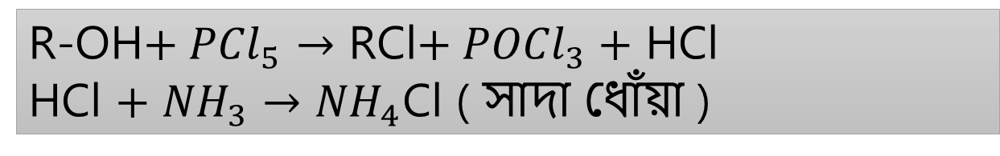 R-OH+ PCl₅ → RCl+ POCl₃ + HCl
HCl + NH₃ → NH₄Cl ( সাদা ধোঁয়া )